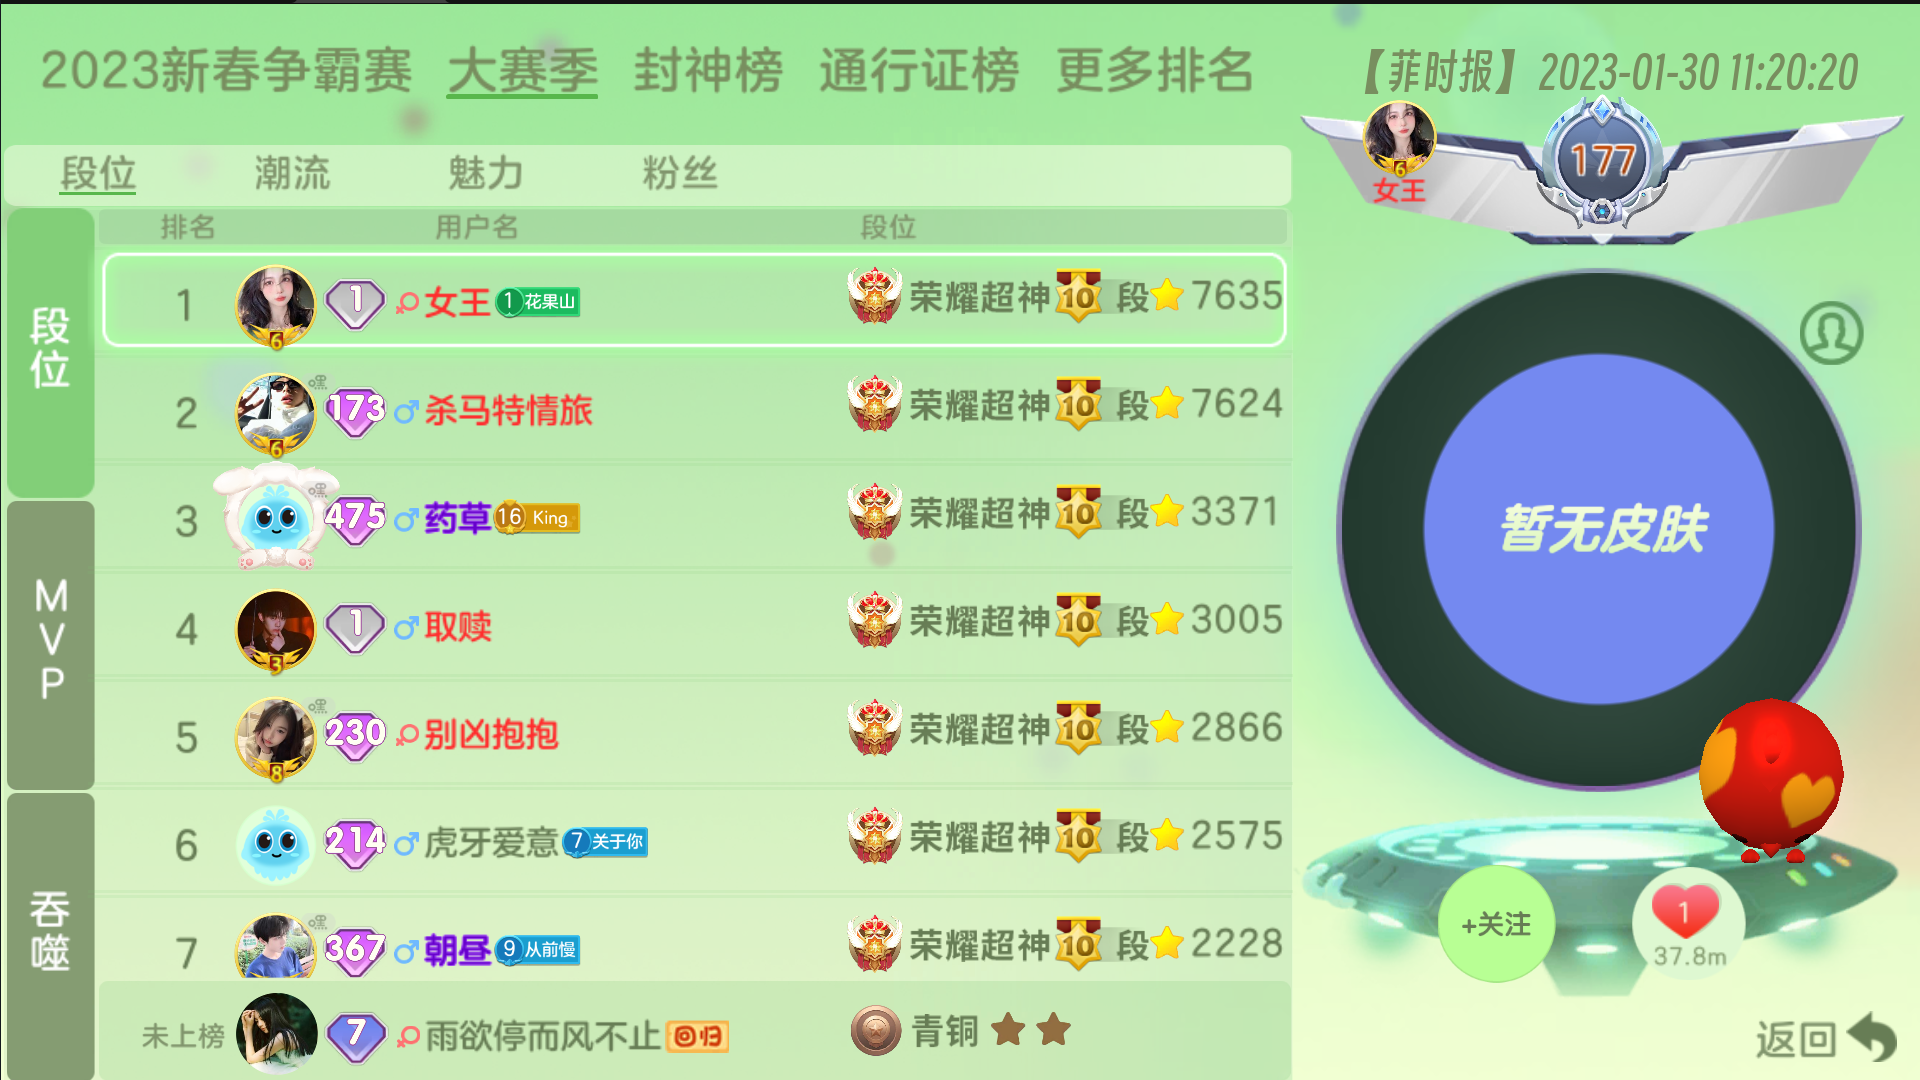 2023新春争霸赛 大赛季 封神榜 通行证榜 更多排名 【菲时报】 2023-01-30 11:20:20
段位 潮流 魅力 粉丝
6 女王 177
排名 用户名 段位
段位
MVP
吞噬
1 6 1 女王 1 花果山 荣耀超神 10 段 7635
2 6 嘿 173 杀马特情旅 荣耀超神 10 段 7624
3 嘿 475 药草 16 King 荣耀超神 10 段 3371
4 3 1 取赎 荣耀超神 10 段 3005
5 8 嘿 230 别凶抱抱 荣耀超神 10 段 2866
6 214 虎牙爱意 7 关于你 荣耀超神 10 段 2575
7 嘿 367 朝昼 9 从前慢 荣耀超神 10 段 2228
未上榜 7 雨欲停而风不止 回归 青铜
暂无皮肤
+关注
1
37.8m
返回